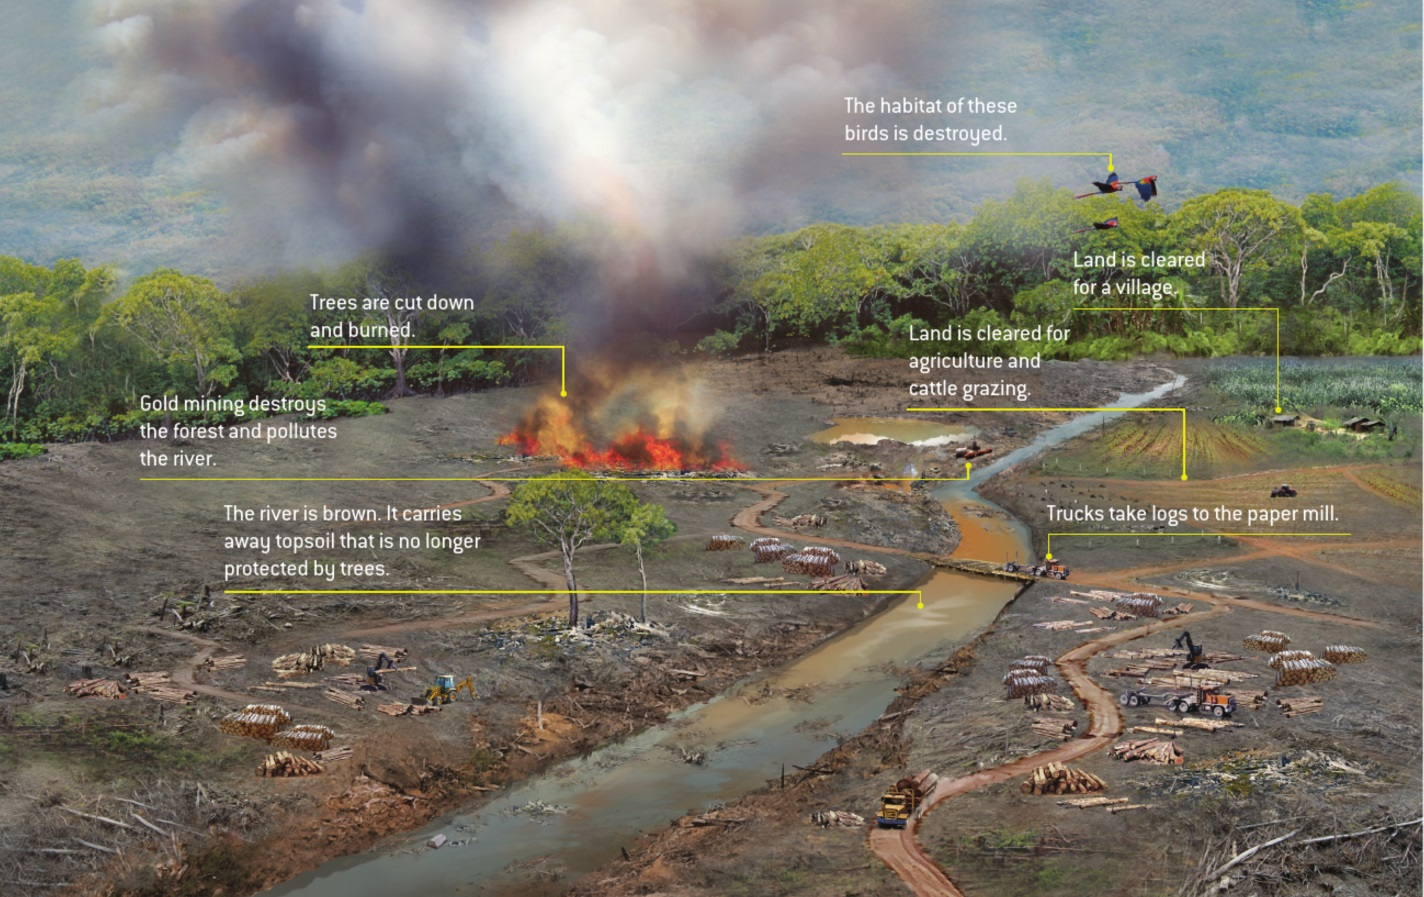 The habitat of these
birds is destroyed.
Land is cleared
for a village.
Trees are cut down
and burned.
Land is cleared for
agriculture and
cattle grazing.
Gold mining destroys
the forest and pollutes
the river.
The river is brown. It carries
away topsoil that is no longer
protected by trees.
Trucks take logs to the paper mill.